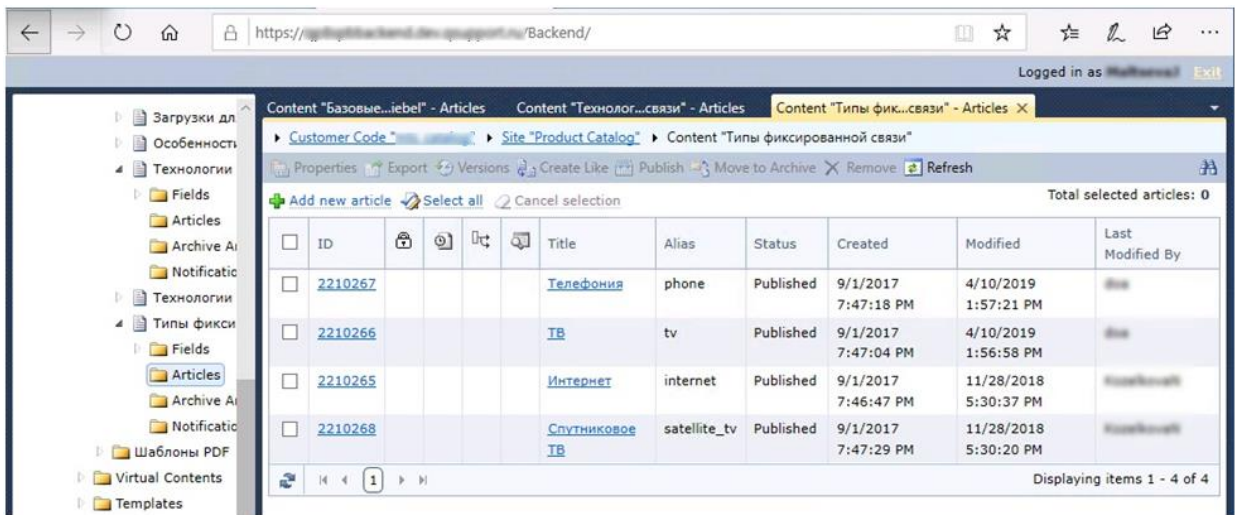 https:// /Backend/
Logged in as Exit
Загрузки дл
Особенности
Технологии
Fields
Articles
Archive Ar
Notificatio
Технологии
Типы фикси
Fields
Articles
Archive Ar
Notificatio
Шаблоны PDF
Virtual Contents
Templates
Content "Базовые...iebel" - Articles Content "Технолог...связи" - Articles Content "Типы фик...связи" - Articles
Customer Code " " Site "Product Catalog" Content "Типы фиксированной связи"
Properties Export Versions Create Like Publish Move to Archive Remove Refresh
Add new article Select all Cancel selection Total selected articles: 0
ID Title Alias Status Created Modified Last Modified By
2210267 Телефония phone Published 9/1/2017 4/10/2019
7:47:18 PM 1:57:21 PM
2210266 ТВ tv Published 9/1/2017 4/10/2019
7:47:04 PM 1:56:58 PM
2210265 Интернет internet Published 9/1/2017 11/28/2018
7:46:47 PM 5:30:37 PM
2210268 Спутниковое satellite_tv Published 9/1/2017 11/28/2018
ТВ 7:47:29 PM 5:30:20 PM
1 Displaying items 1 - 4 of 4